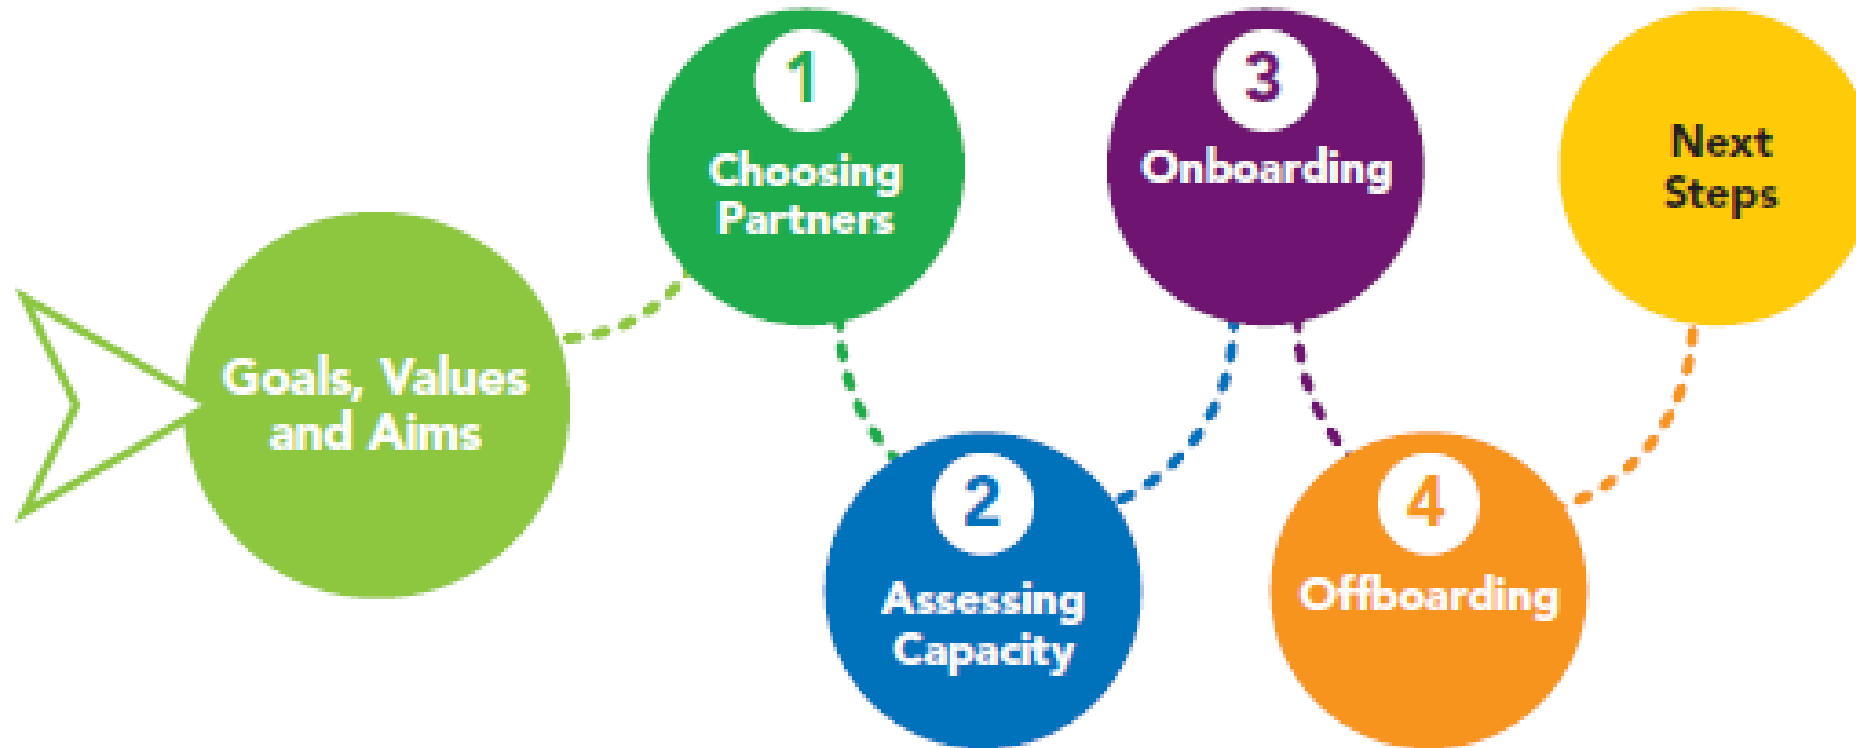 Goals, Values
and Aims
1
Choosing
Partners
2
Assessing
Capacity
3
Onboarding
4
Offboarding
Next
Steps